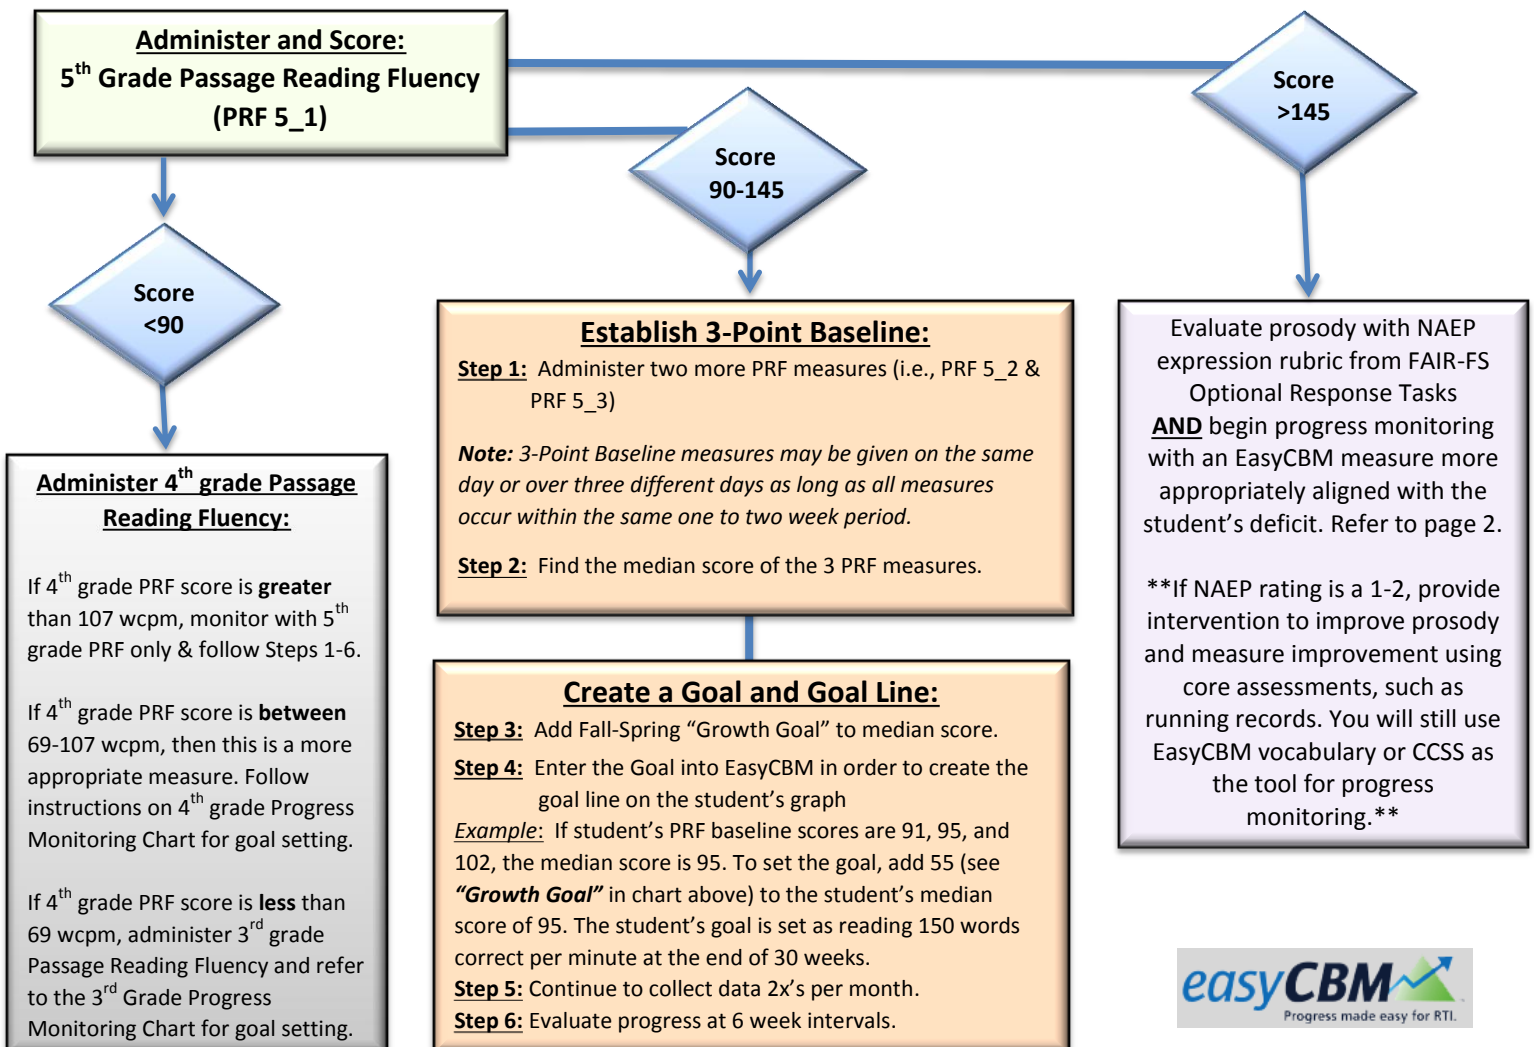 Administer and Score:
5th Grade Passage Reading Fluency
(PRF 5_1)
Score
>145
Score
90-145
Score
<90
Administer 4th grade Passage
Reading Fluency:
If 4th grade PRF score is greater
than 107 wcpm, monitor with 5th
grade PRF only & follow Steps 1-6.
If 4th grade PRF score is between
69-107 wcpm, then this is a more
appropriate measure. Follow
instructions on 4th grade Progress
Monitoring Chart for goal setting.
If 4th grade PRF score is less than
69 wcpm, administer 3rd grade
Passage Reading Fluency and refer
to the 3rd Grade Progress
Monitoring Chart for goal setting.
Establish 3-Point Baseline:
Step 1: Administer two more PRF measures (i.e., PRF 5_2 &
PRF 5_3)
Note: 3-Point Baseline measures may be given on the same
day or over three different days as long as all measures
occur within the same one to two week period.
Step 2: Find the median score of the 3 PRF measures.
Create a Goal and Goal Line:
Step 3: Add Fall-Spring “Growth Goal” to median score.
Step 4: Enter the Goal into EasyCBM in order to create the
goal line on the student’s graph
Example: If student’s PRF baseline scores are 91, 95, and
102, the median score is 95. To set the goal, add 55 (see
“Growth Goal” in chart above) to the student’s median
score of 95. The student’s goal is set as reading 150 words
correct per minute at the end of 30 weeks.
Step 5: Continue to collect data 2x’s per month.
Step 6: Evaluate progress at 6 week intervals.
Evaluate prosody with NAEP
expression rubric from FAIR-FS
Optional Response Tasks
AND begin progress monitoring
with an EasyCBM measure more
appropriately aligned with the
student’s deficit. Refer to page 2.
**If NAEP rating is a 1-2, provide
intervention to improve prosody
and measure improvement using
core assessments, such as
running records. You will still use
EasyCBM vocabulary or CCSS as
the tool for progress
monitoring.**
easyCBM
Progress made easy for RTI.